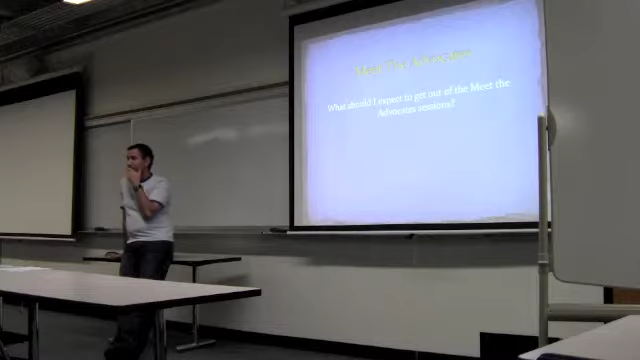 Meet The Advocates
What should I expect to get out of the Meet the
Advocates sessions?